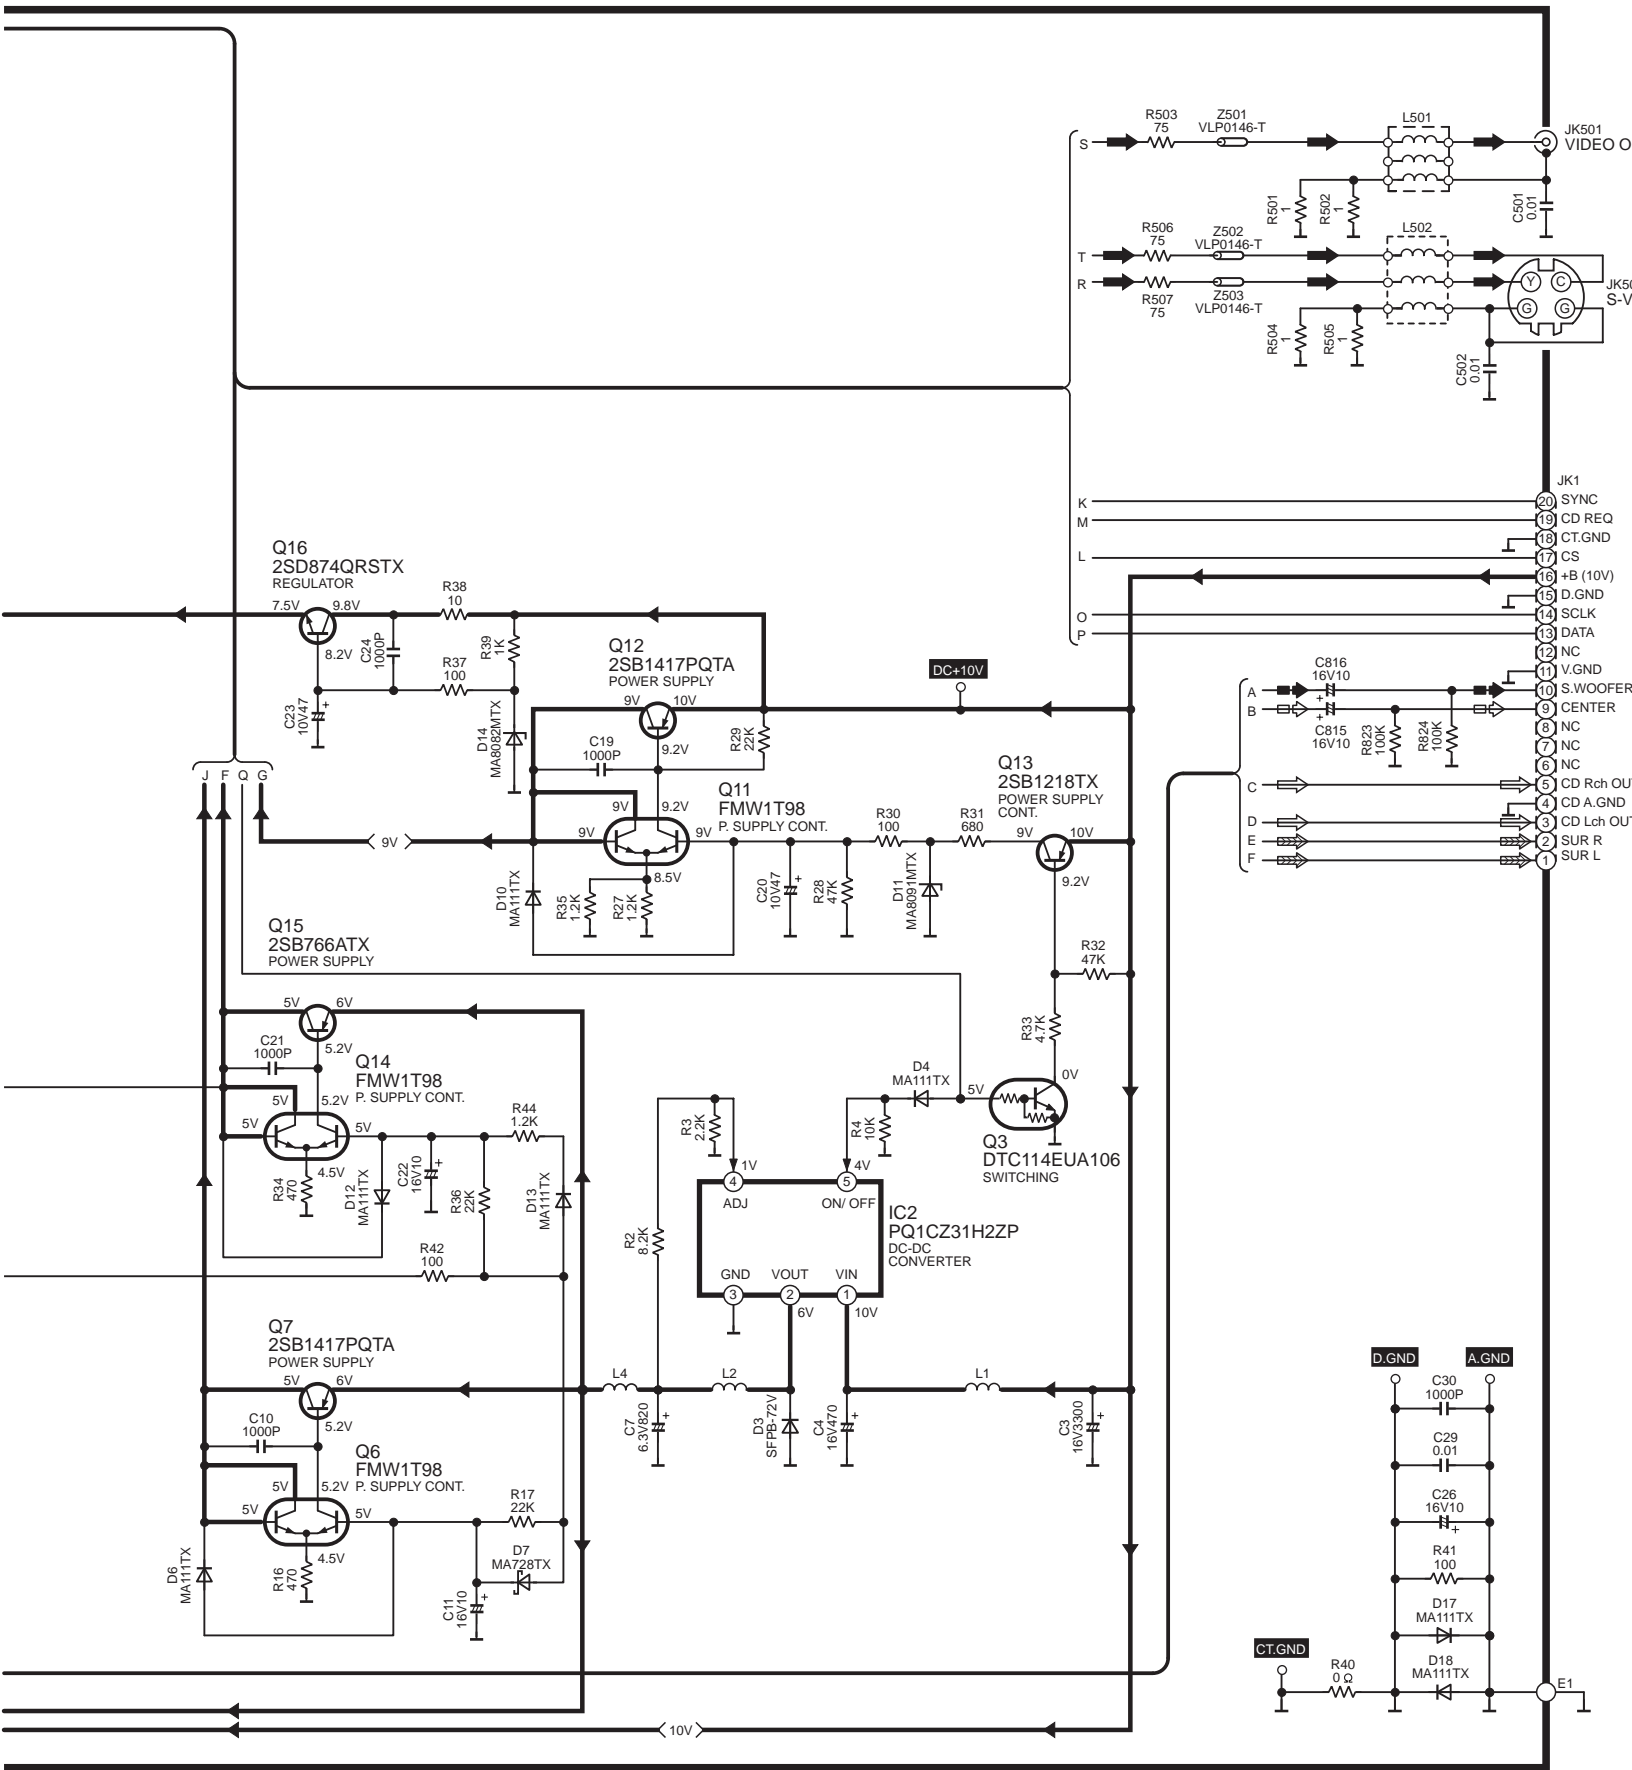 R503
75
Z501
VLP0146-T
L501
JK501
VIDEO O
S
R501
1
R502
1
C501
0.01
R506
75
Z502
VLP0146-T
L502
T
R
R507
75
Z503
VLP0146-T
Y
C
G
G
JK50
S-V
R504
1
R505
1
C502
0.01
JK1
K
20 SYNC
M
19 CD REQ
18 CT.GND
L
17 CS
16 +B (10V)
15 D.GND
O
14 SCLK
P
13 DATA
12 NC
11 V.GND
A
C816
16V10
10 S.WOOFER
B
9 CENTER
C815
16V10
R823
100K
R824
100K
8 NC
7 NC
6 NC
C
5 CD Rch OUT
4 CD A.GND
D
3 CD Lch OUT
E
2 SUR R
F
1 SUR L
Q16
2SD874QRSTX
REGULATOR
7.5V
9.8V
8.2V
R38
10
C24
1000P
R39
1K
R37
100
C23
10V47
+
D14
MA8082MTX
Q12
2SB1417PQTA
POWER SUPPLY
9V
10V
9.2V
DC+10V
C19
1000P
R29
22K
J
F
Q
G
9V
Q11
FMW1T98
P. SUPPLY CONT.
9V
9.2V
9V
9V
8.5V
R30
100
R31
680
Q13
2SB1218TX
POWER SUPPLY
CONT.
9V
10V
9.2V
D10
MA111TX
R35
1.2K
R27
1.2K
C20
10V47
+
R28
47K
D11
MA8091MTX
Q15
2SB766ATX
POWER SUPPLY
5V
6V
5.2V
R32
47K
R33
4.7K
C21
1000P
Q14
FMW1T98
P. SUPPLY CONT.
5V
5.2V
5V
5V
4.5V
R44
1.2K
D4
MA111TX
5V
0V
Q3
DTC114EUA106
SWITCHING
R3
2.2K
R4
10K
1V
4V
4
5
ADJ
ON/ OFF
IC2
PQ1CZ31H2ZP
DC-DC
CONVERTER
GND
VOUT
VIN
3
2
1
6V
10V
R34
470
D12
MA111TX
C22
16V10
+
R36
22K
D13
MA111TX
R2
8.2K
R42
100
Q7
2SB1417PQTA
POWER SUPPLY
5V
6V
5.2V
L4
L2
L1
C7
6.3V820
+
D3
SFPB-72V
C4
16V470
+
C3
16V3300
+
C10
1000P
Q6
FMW1T98
P. SUPPLY CONT.
5V
5.2V
5V
5V
4.5V
R17
22K
D7
MA728TX
D6
MA111TX
R16
470
C11
16V10
+
D.GND
A.GND
C30
1000P
C29
0.01
C26
16V10
+
R41
100
D17
MA111TX
D18
MA111TX
CT.GND
R40
0 Ω
E1
10V